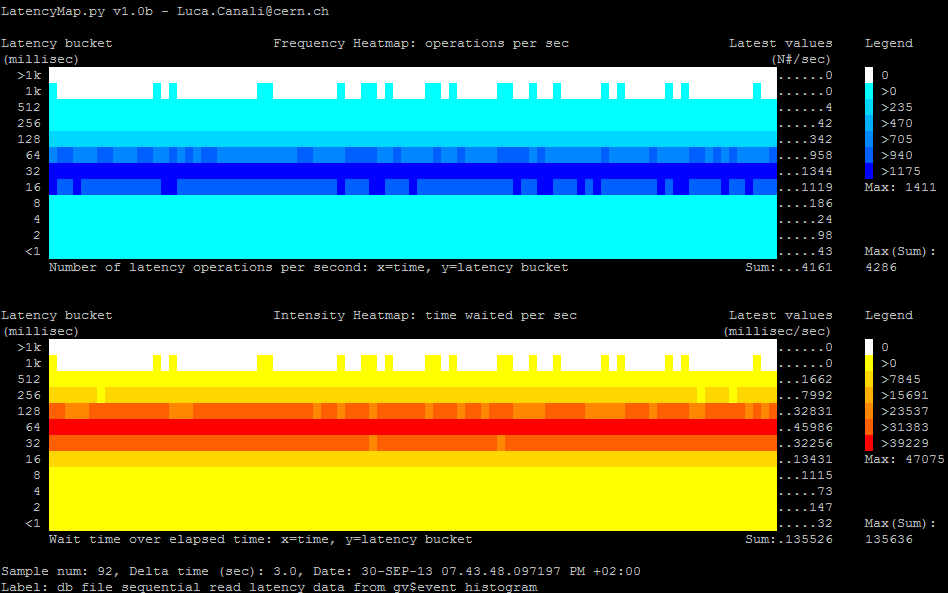 LatencyMap.py v1.0b - Luca.Canali@cern.ch
Latency bucket Frequency Heatmap: operations per sec Latest values Legend
(millisec) (N#/sec)
>1k ......0 0
1k ......0 >0
512 ......4 >235
256 .....42 >470
128 ....342 >705
64 ....958 >940
32 ...1344 >1175
16 ...1119 Max: 1411
8 ....186
4 .....24
2 .....98
<1 .....43 Max(Sum):
Number of latency operations per second: x=time, y=latency bucket Sum:...4161 4286
Latency bucket Intensity Heatmap: time waited per sec Latest values Legend
(millisec) (millisec/sec)
>1k ......0 0
1k ......0 >0
512 ...1662 >7845
256 ...7992 >15691
128 ..32831 >23537
64 ..45986 >31383
32 ..32256 >39229
16 ..13431 Max: 47075
8 ...1115
4 .....73
2 ....147
<1 .....32 Max(Sum):
Wait time over elapsed time: x=time, y=latency bucket Sum:.135526 135636
Sample num: 92, Delta time (sec): 3.0, Date: 30-SEP-13 07.43.48.097197 PM +02:00
Label: db file sequential read latency data from gv$event_histogram